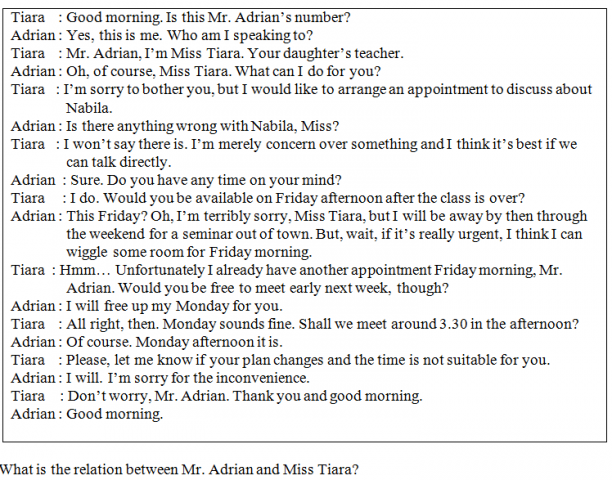 Tiara : Good morning. Is this Mr. Adrian's number?
Adrian : Yes, this is me. Who am I speaking to?
Tiara : Mr. Adrian, I'm Miss Tiara. Your daughter's teacher.
Adrian : Oh, of course, Miss Tiara. What can I do for you?
Tiara : I'm sorry to bother you, but I would like to arrange an appointment to discuss about
Nabila.
Adrian : Is there anything wrong with Nabila, Miss?
Tiara : I won't say there is. I'm merely concern over something and I think it's best if we
can talk directly.
Adrian : Sure. Do you have any time on your mind?
Tiara : I do. Would you be available on Friday afternoon after the class is over?
Adrian : This Friday? Oh, I'm terribly sorry, Miss Tiara, but I will be away by then through
the weekend for a seminar out of town. But, wait, if it's really urgent, I think I can
wiggle some room for Friday morning.
Tiara : Hmm… Unfortunately I already have another appointment Friday morning, Mr.
Adrian. Would you be free to meet early next week, though?
Adrian : I will free up my Monday for you.
Tiara : All right, then. Monday sounds fine. Shall we meet around 3.30 in the afternoon?
Adrian : Of course. Monday afternoon it is.
Tiara : Please, let me know if your plan changes and the time is not suitable for you.
Adrian : I will. I'm sorry for the inconvenience.
Tiara : Don't worry, Mr. Adrian. Thank you and good morning.
Adrian : Good morning.
What is the relation between Mr. Adrian and Miss Tiara?